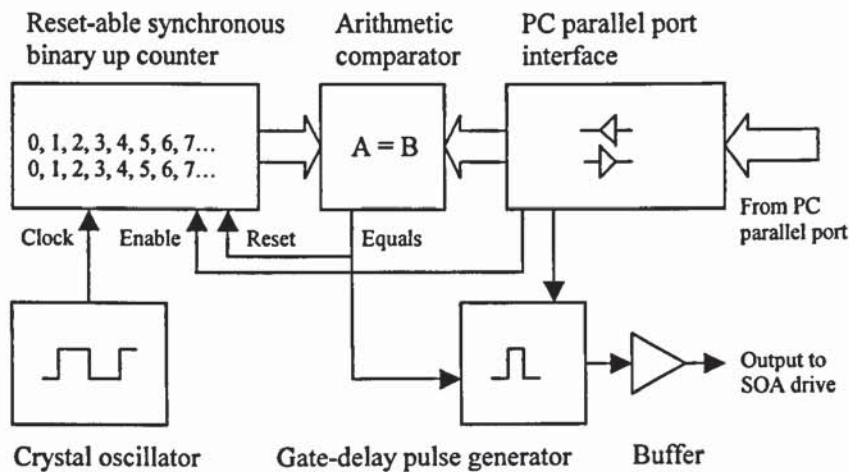 Reset-able synchronous
binary up counter
Arithmetic
comparator
PC parallel port
interface
0, 1, 2, 3, 4, 5, 6, 7...
0, 1, 2, 3, 4, 5, 6, 7...
A = B
From PC
parallel port
Clock
Enable
Reset
Equals
Output to
SOA drive
Crystal oscillator
Gate-delay pulse generator
Buffer